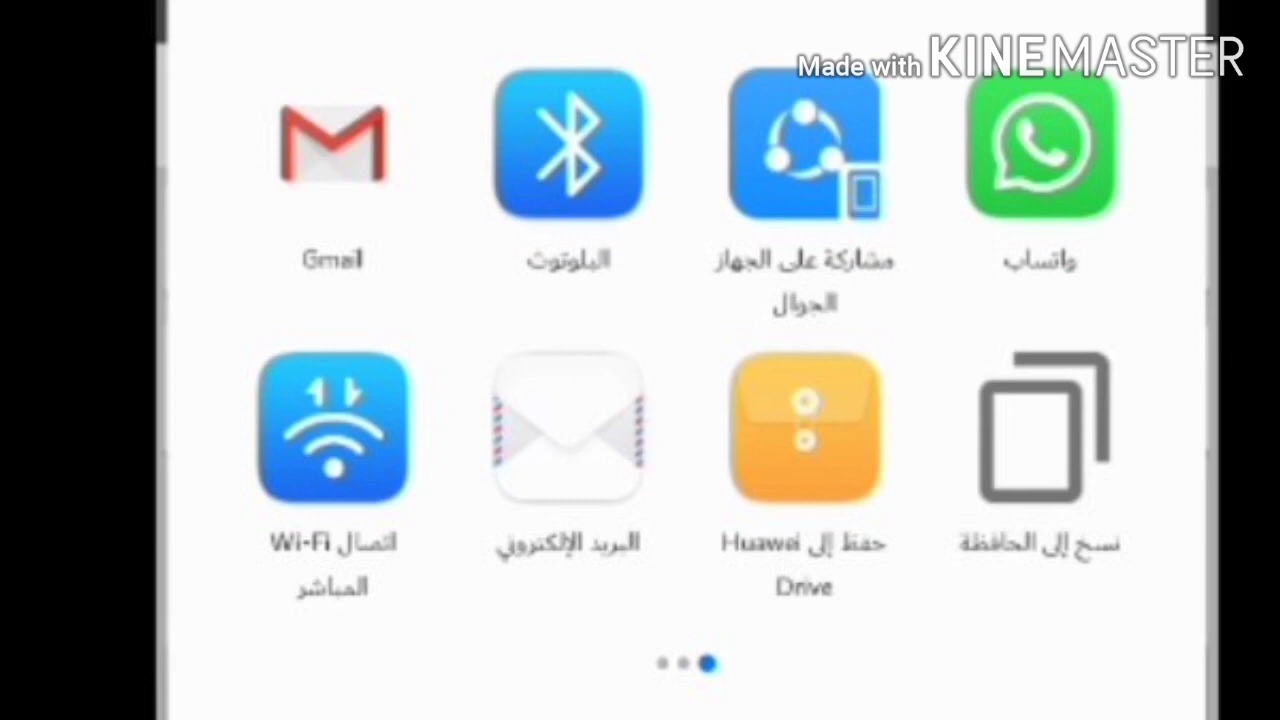 Made with KINEMASTER
واتساب
مشاركة على الجهاز
الجوال
البلوتوث
Gmail
نسخ إلى الحافظة
حفظ إلى Huawei
Drive
البريد الإلكتروني
اتصال Wi-Fi
المباشر